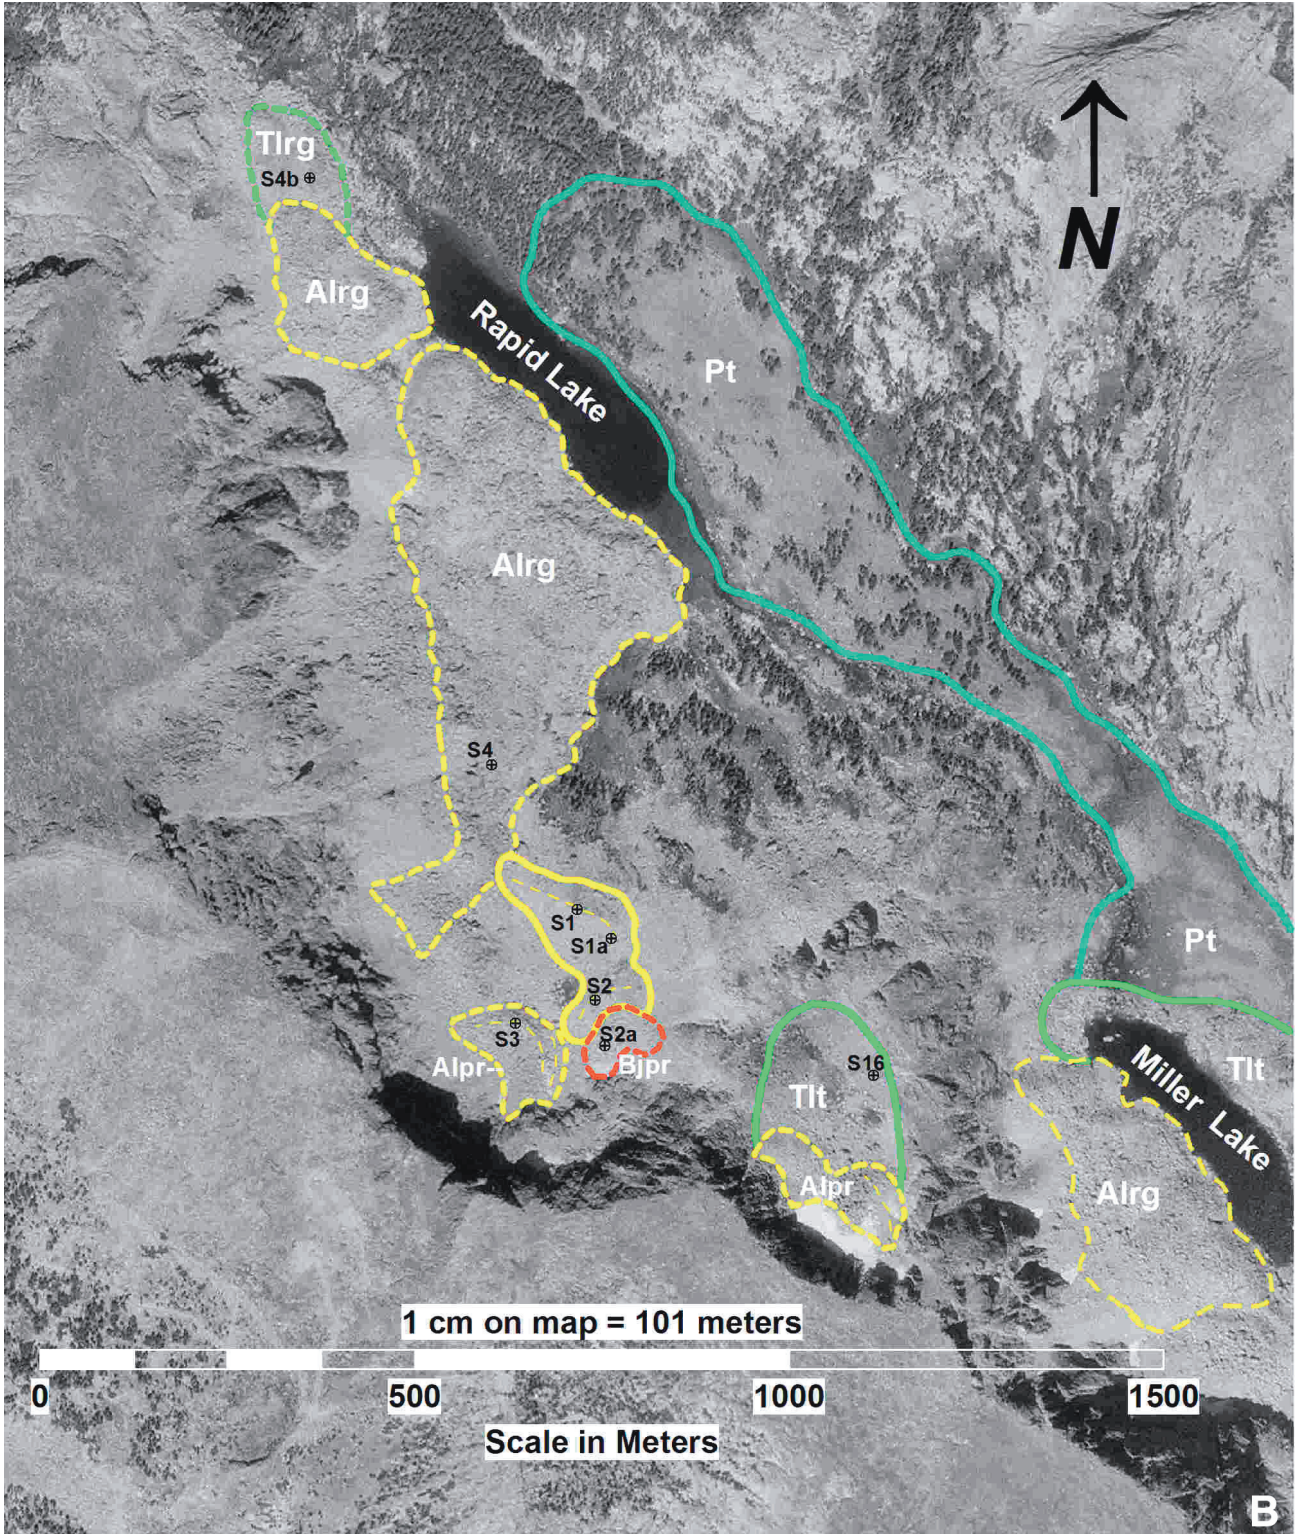 Tlrg
S4b
N
Alrg
Rapid Lake
Pt
Alrg
S4
S1
S1a
Pt
S2
S3
S2a
Alpr
Bjpr
S16
Tlt
Tlt
Miller Lake
Alpr
Alrg
1 cm on map = 101 meters
0 500 1000 1500
Scale in Meters
B